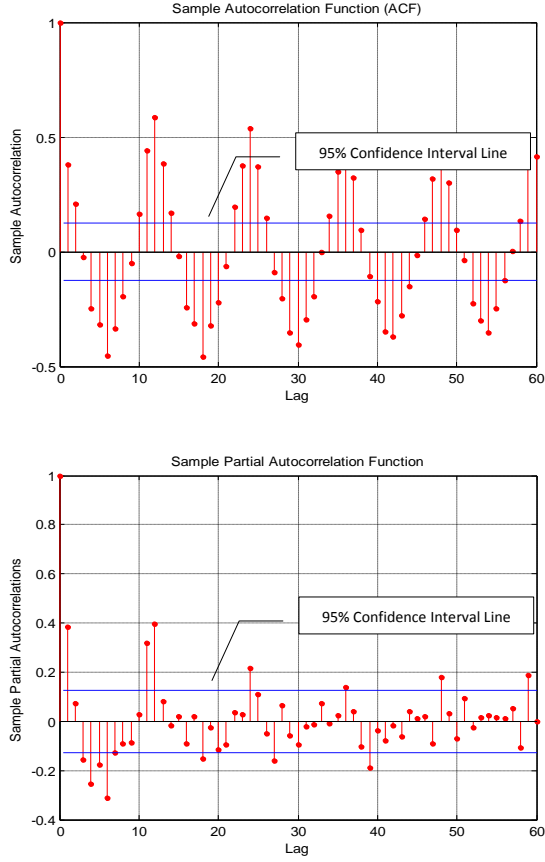 Sample Autocorrelation Function (ACF)
1
0.5
0
-0.5
Sample Autocorrelation
95% Confidence Interval Line
0 10 20 30 40 50 60
Lag
Sample Partial Autocorrelation Function
1
0.8
0.6
0.4
0.2
0
-0.2
-0.4
Sample Partial Autocorrelations
95% Confidence Interval Line
0 10 20 30 40 50 60
Lag